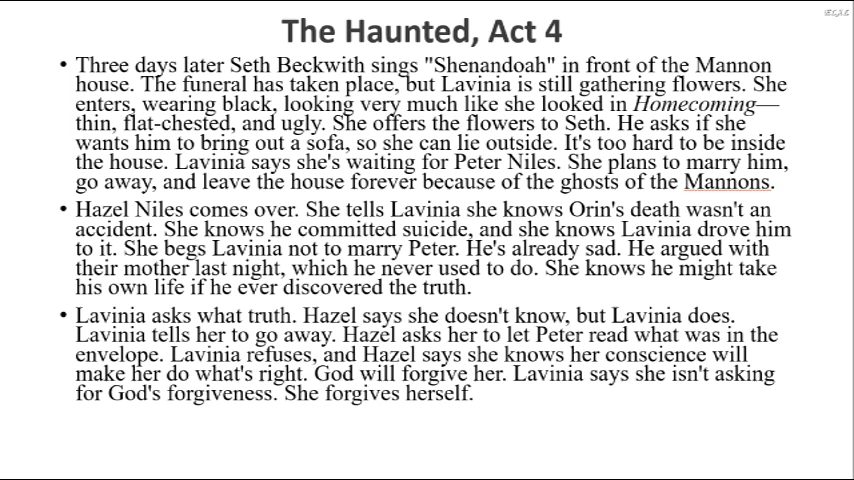 The Haunted, Act 4
• Three days later Seth Beckwith sings "Shenandoah" in front of the Mannon
house. The funeral has taken place, but Lavinia is still gathering flowers. She
enters, wearing black, looking very much like she looked in Homecoming—
thin, flat-chested, and ugly. She offers the flowers to Seth. He asks if she
wants him to bring out a sofa, so she can lie outside. It's too hard to be inside
the house. Lavinia says she's waiting for Peter Niles. She plans to marry him,
go away, and leave the house forever because of the ghosts of the Mannons.
• Hazel Niles comes over. She tells Lavinia she knows Orin's death wasn't an
accident. She knows he committed suicide, and she knows Lavinia drove him
to it. She begs Lavinia not to marry Peter. He's already sad. He argued with
their mother last night, which he never used to do. She knows he might take
his own life if he ever discovered the truth.
• Lavinia asks what truth. Hazel says she doesn't know, but Lavinia does.
Lavinia tells her to go away. Hazel asks her to let Peter read what was in the
envelope. Lavinia refuses, and Hazel says she knows her conscience will
make her do what's right. God will forgive her. Lavinia says she isn't asking
for God's forgiveness. She forgives herself.